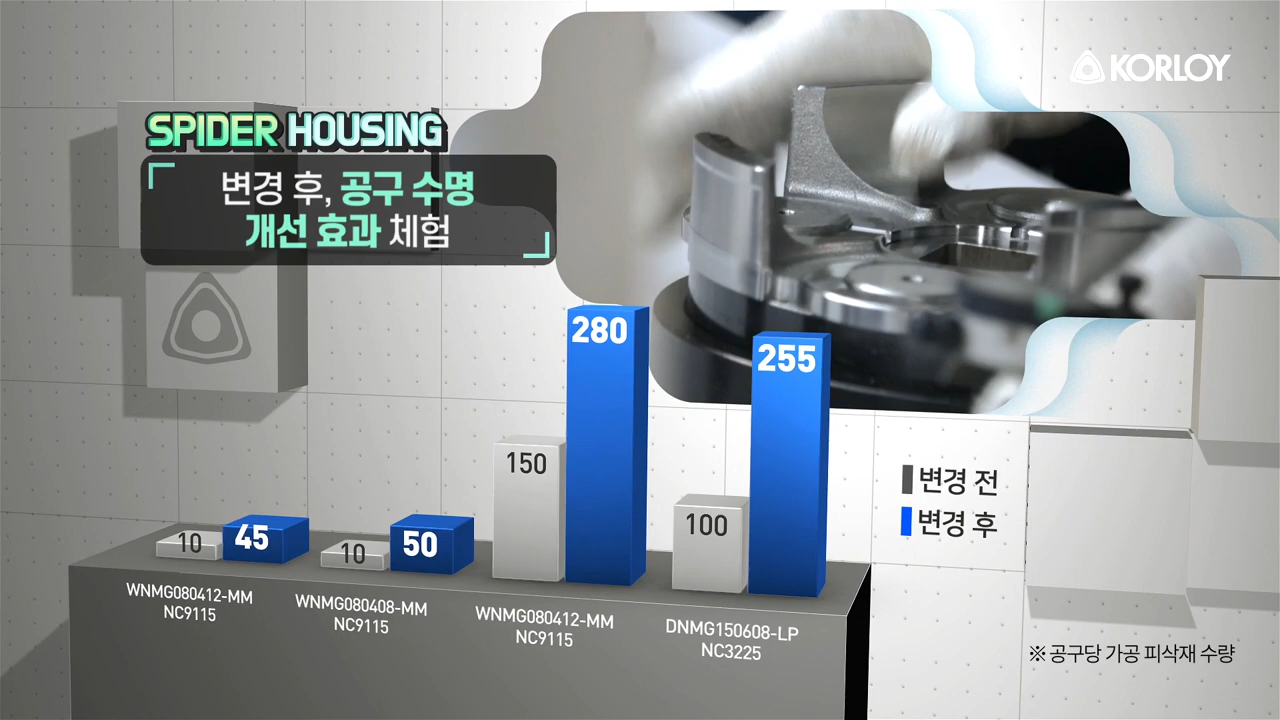 KORLOY
SPIDER HOUSING
변경 후, 공구 수명
개선 효과 체험
280
255
150
100
10
45
10
50
변경 전
변경 후
WNMG080412-MM
NC9115
WNMG080408-MM
NC9115
WNMG080412-MM
NC9115
DNMG150608-LP
NC3225
※ 공구당 가공 피삭재 수량